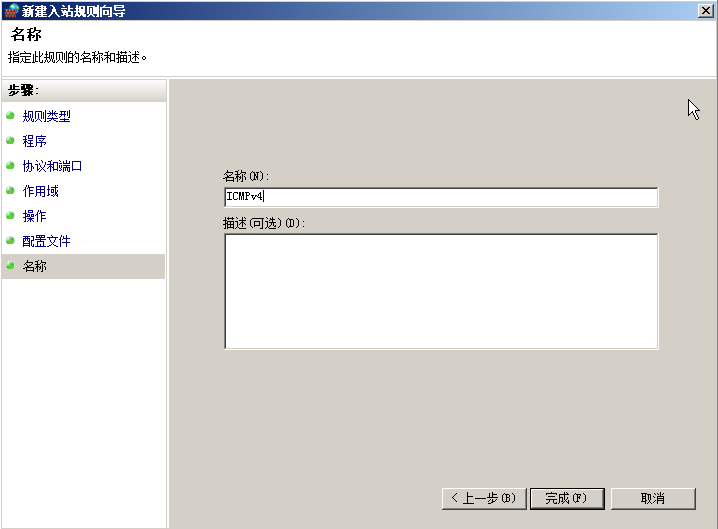 新建入站规则向导
名称
指定此规则的名称和描述。
步骤:
规则类型
程序
协议和端口
作用域
操作
配置文件
名称
名称(N):
ICMPv4
描述(可选)(D):
< 上一步(B)
完成(F)
取消